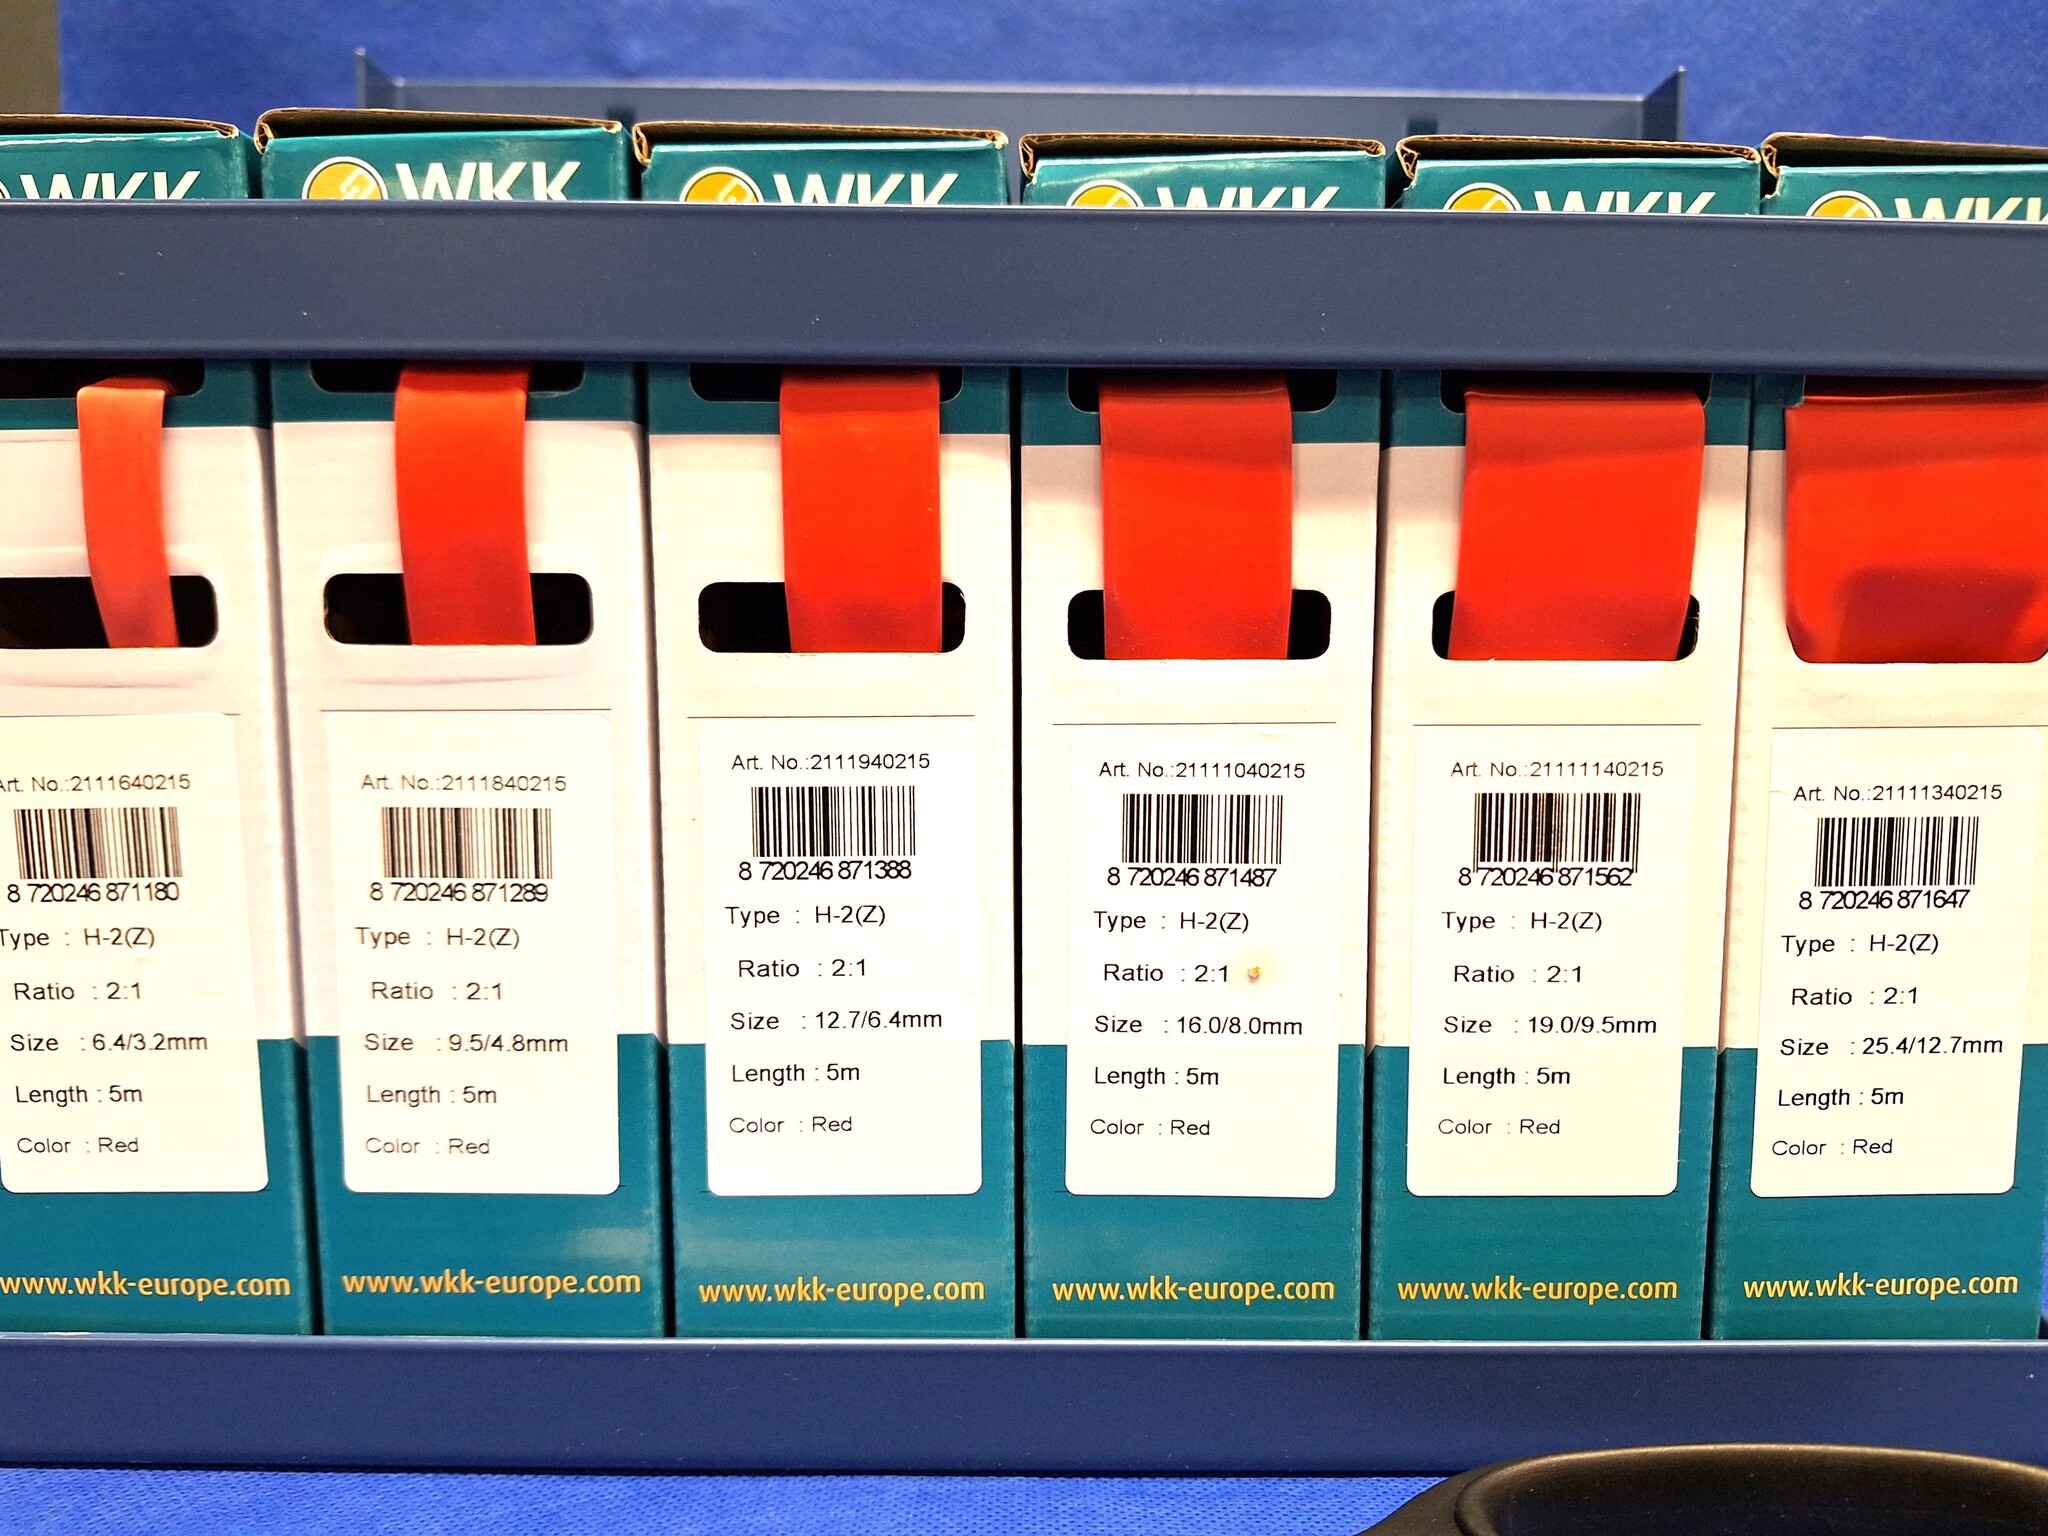 WKK
WKK
WKK
WKK
WKK
WKK
Art. No.:2111640215
8 720246 871180
Type : H-2(Z)
Ratio : 2:1
Size : 6.4/3.2mm
Length : 5m
Color : Red
www.wkk-europe.com
Art. No.:2111840215
8 720246 871289
Type : H-2(Z)
Ratio : 2:1
Size : 9.5/4.8mm
Length : 5m
Color : Red
www.wkk-europe.com
Art. No.:2111940215
8 720246 871388
Type : H-2(Z)
Ratio : 2:1
Size : 12.7/6.4mm
Length : 5m
Color : Red
www.wkk-europe.com
Art. No.:21111040215
8 720246 871487
Type : H-2(Z)
Ratio : 2:1
Size : 16.0/8.0mm
Length : 5m
Color : Red
www.wkk-europe.com
Art. No.:21111140215
8 720246 871562
Type : H-2(Z)
Ratio : 2:1
Size : 19.0/9.5mm
Length : 5m
Color : Red
www.wkk-europe.com
Art. No.:21111340215
8 720246 871647
Type : H-2(Z)
Ratio : 2:1
Size : 25.4/12.7mm
Length : 5m
Color : Red
www.wkk-europe.com